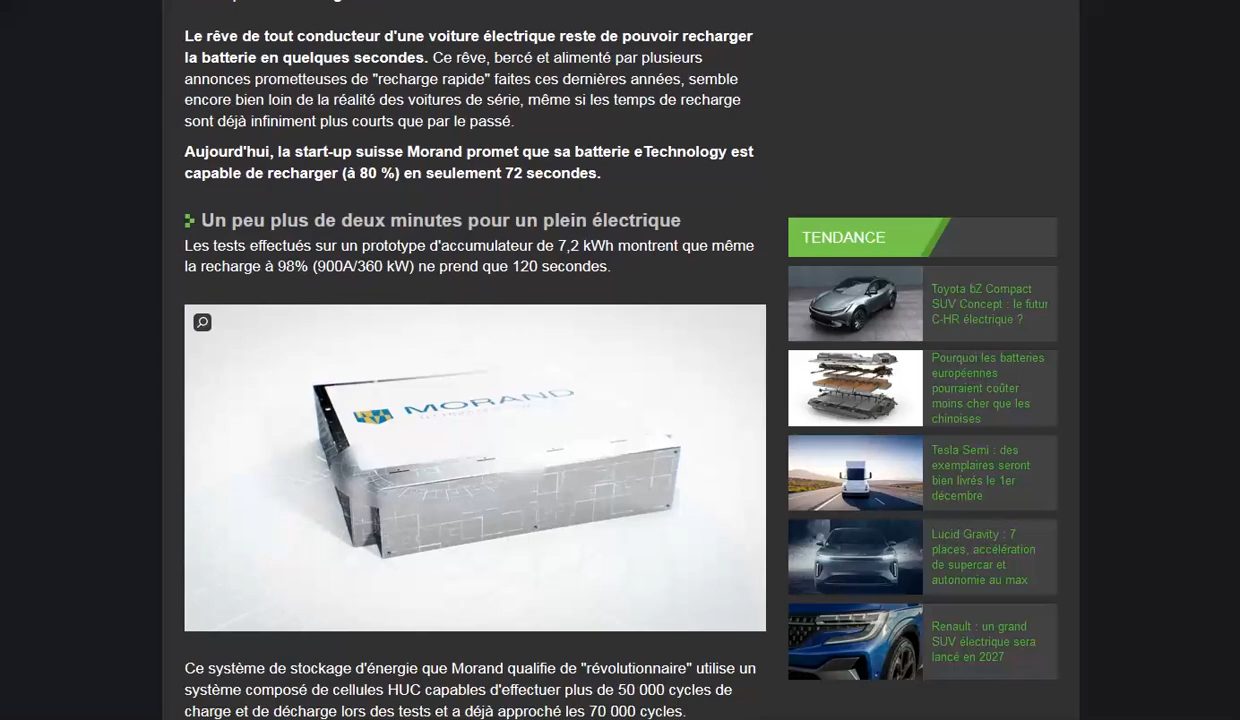 Le rêve de tout conducteur d'une voiture électrique reste de pouvoir recharger
la batterie en quelques secondes. Ce rêve, bercé et alimenté par plusieurs
annonces prometteuses de "recharge rapide" faites ces dernières années, semble
encore bien loin de la réalité des voitures de série, même si les temps de recharge
sont déjà infiniment plus courts que par le passé.
Aujourd'hui, la start-up suisse Morand promet que sa batterie eTechnology est
capable de recharger (à 80 %) en seulement 72 secondes.
Un peu plus de deux minutes pour un plein électrique
Les tests effectués sur un prototype d'accumulateur de 7,2 kWh montrent que même
la recharge à 98% (900A/360 kW) ne prend que 120 secondes.
MORAND
Ce système de stockage d'énergie que Morand qualifie de "révolutionnaire" utilise un
système composé de cellules HUC capables d'effectuer plus de 50 000 cycles de
charge et de décharge lors des tests et a déjà approché les 70 000 cycles.
TENDANCE
Toyota bZ Compact
SUV Concept : le futur
C-HR électrique ?
Pourquoi les batteries
européennes
pourraient coûter
moins cher que les
chinoises
Tesla Semi : des
exemplaires seront
bien livrés le 1er
décembre
Lucid Gravity : 7
places, accélération
de supercar et
autonomie au max
Renault : un grand
SUV électrique sera
lancé en 2027